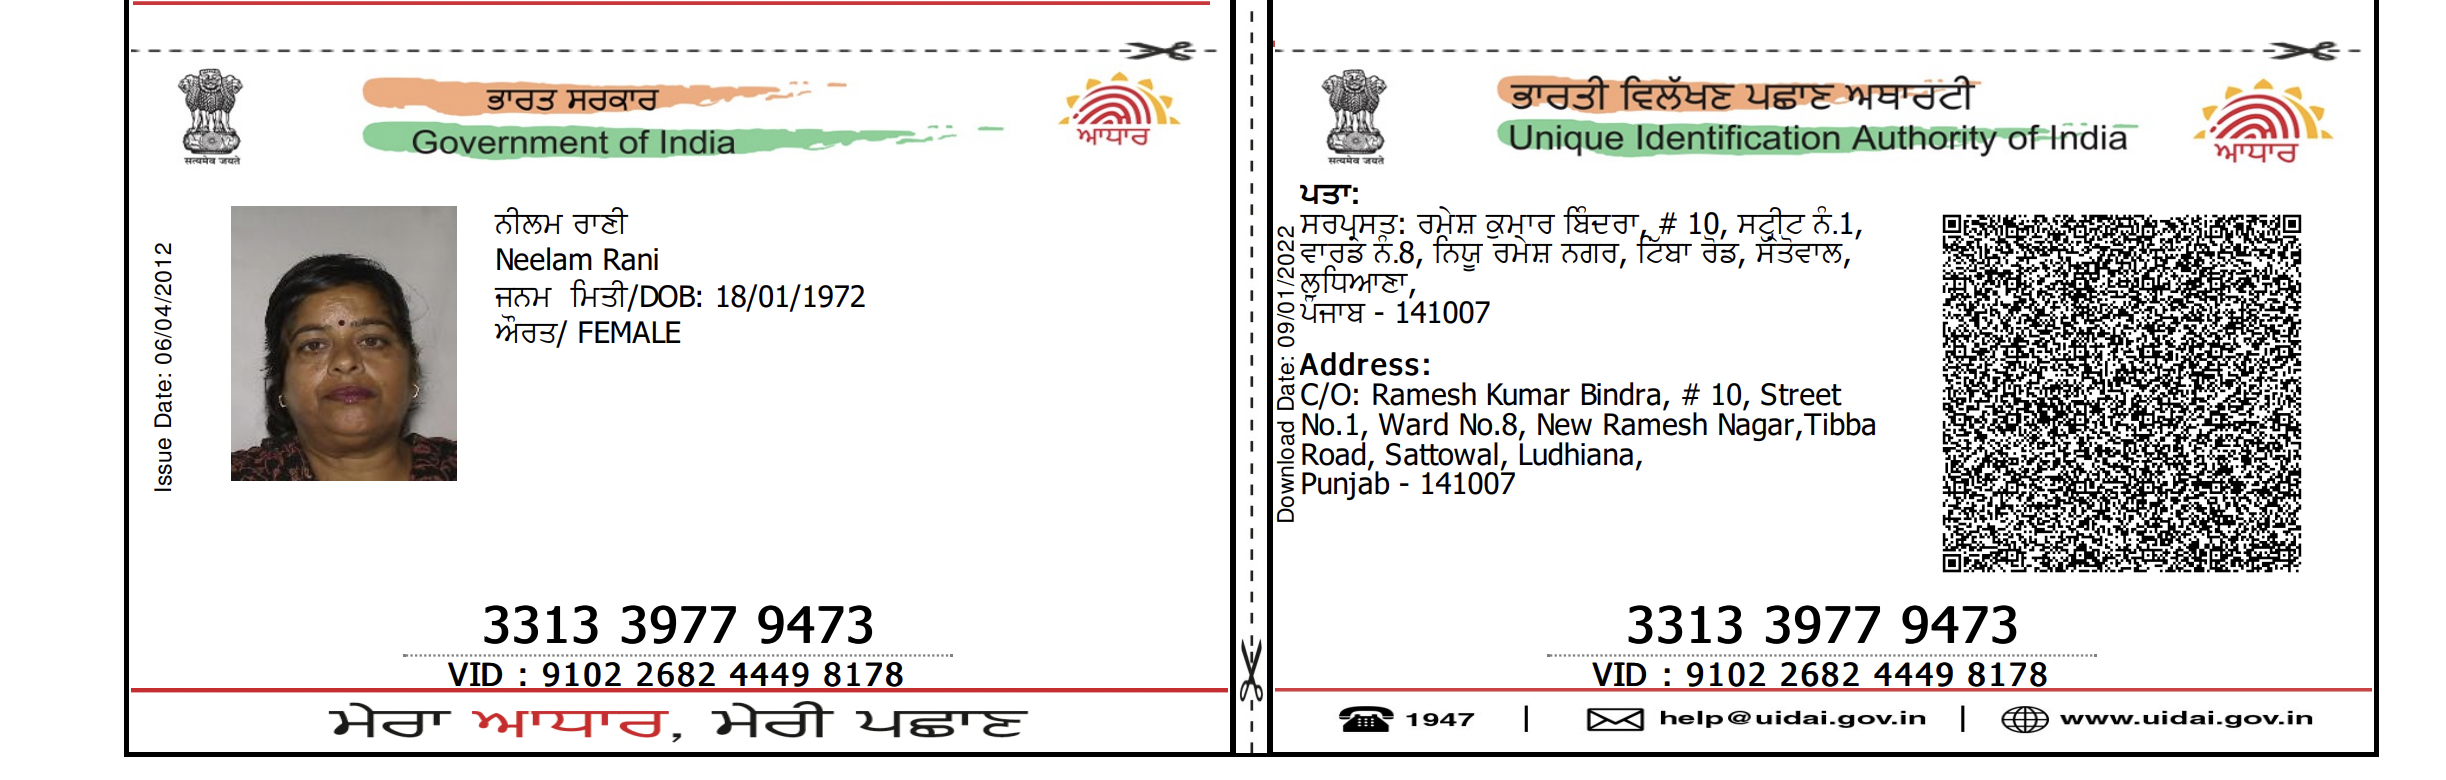 ਭਾਰਤ ਸਰਕਾਰ
Government of India
सत्यमेव जयते
ਆਧਾਰ
Issue Date: 06/04/2012
ਨੀਲਮ ਰਾਣੀ
Neelam Rani
ਜਨਮ ਮਿਤੀ/DOB: 18/01/1972
ਔਰਤ/ FEMALE
3313 3977 9473
VID : 9102 2682 4449 8178
ਮੇਰਾ ਆਧਾਰ, ਮੇਰੀ ਪਛਾਣ
ਭਾਰਤੀ ਵਿਲੱਖਣ ਪਛਾਣ ਅਥਾਰਟੀ
Unique Identification Authority of India
सत्यमेव जयते
ਆਧਾਰ
Download Date: 09/01/2022
ਪਤਾ:
ਸਰਪ੍ਰਸਤ: ਰਮੇਸ਼ ਕੁਮਾਰ ਬਿੰਦਰਾ, # 10, ਸਟ੍ਰੀਟ ਨੰ.1,
ਵਾਰਡ ਨੰ.8, ਨਿਯੂ ਰਮੇਸ਼ ਨਗਰ, ਟਿੱਬਾ ਰੋਡ, ਸੱਤੋਵਾਲ,
ਲੁਧਿਆਣਾ,
ਪੰਜਾਬ - 141007
Address:
C/O: Ramesh Kumar Bindra, # 10, Street
No.1, Ward No.8, New Ramesh Nagar,Tibba
Road, Sattowal, Ludhiana,
Punjab - 141007
3313 3977 9473
VID : 9102 2682 4449 8178
1947 | help@uidai.gov.in | www.uidai.gov.in